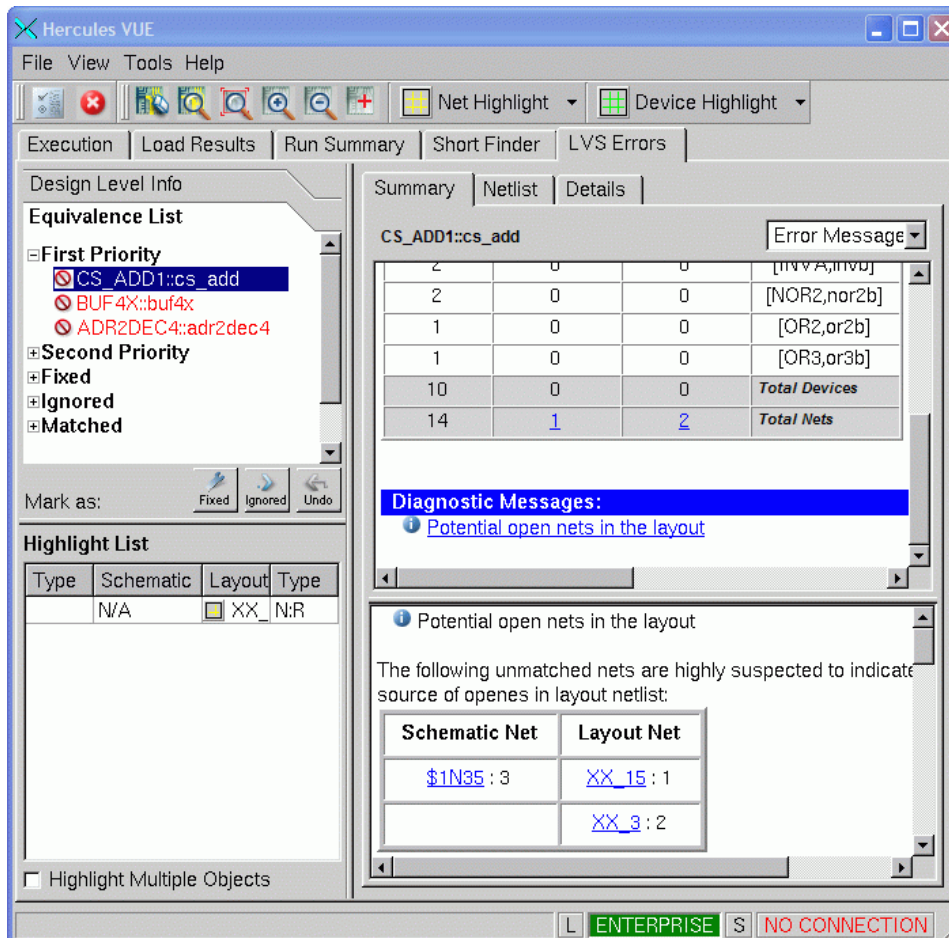 Hercules VUE
File View Tools Help
Net Highlight Device Highlight
Execution Load Results Run Summary Short Finder LVS Errors
Design Level Info
Equivalence List
First Priority
CS_ADD1::cs_add
BUF4X::buf4x
ADR2DEC4::adr2dec4
Second Priority
Fixed
Ignored
Matched
Mark as: Fixed Ignored Undo
Highlight List
Type Schematic Layout Type
N/A XX_ N:R
Highlight Multiple Objects
Summary Netlist Details
CS_ADD1::cs_add Error Message
2 0 0 [INVA,invb]
2 0 0 [NOR2,nor2b]
1 0 0 [OR2,or2b]
1 0 0 [OR3,or3b]
10 0 0 Total Devices
14 1 2 Total Nets
Diagnostic Messages:
Potential open nets in the layout
Potential open nets in the layout
The following unmatched nets are highly suspected to indicate
source of openes in layout netlist:
Schematic Net Layout Net
$1N35 : 3 XX_15 : 1
XX_3 : 2
L ENTERPRISE S NO CONNECTION